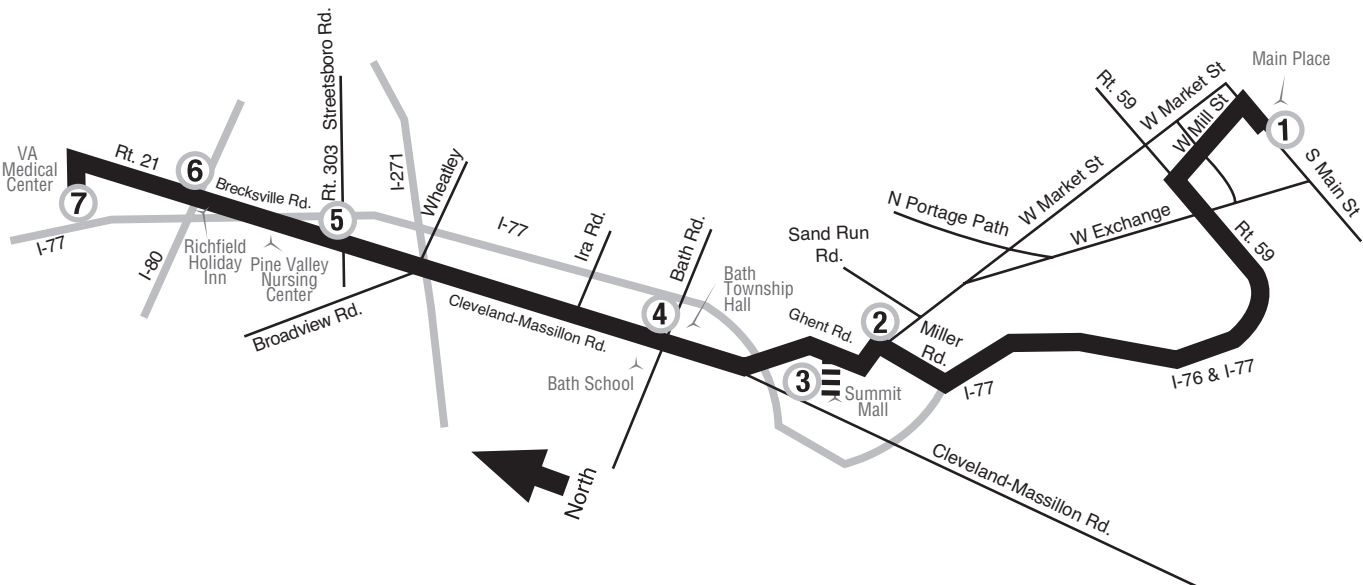 Main Place
1
S Main St
W Market St
W Mill St
Rt. 59
W Market St
N Portage Path
W Exchange
Rt. 59
Sand Run
Rd.
Ghent Rd.
2
Miller
Rd.
I-77
I-76 & I-77
3
Summit
Mall
Cleveland-Massillon Rd.
Bath
Township
Hall
4
Bath Rd.
Ira Rd.
Bath School
Cleveland-Massillon Rd.
I-77
Wheatley
I-271
Broadview Rd.
Rt. 303 Streetsboro Rd.
5
Brecksville Rd.
Pine Valley
Nursing
Center
Richfield
Holiday
Inn
6
I-80
Rt. 21
VA
Medical
Center
7
I-77
North